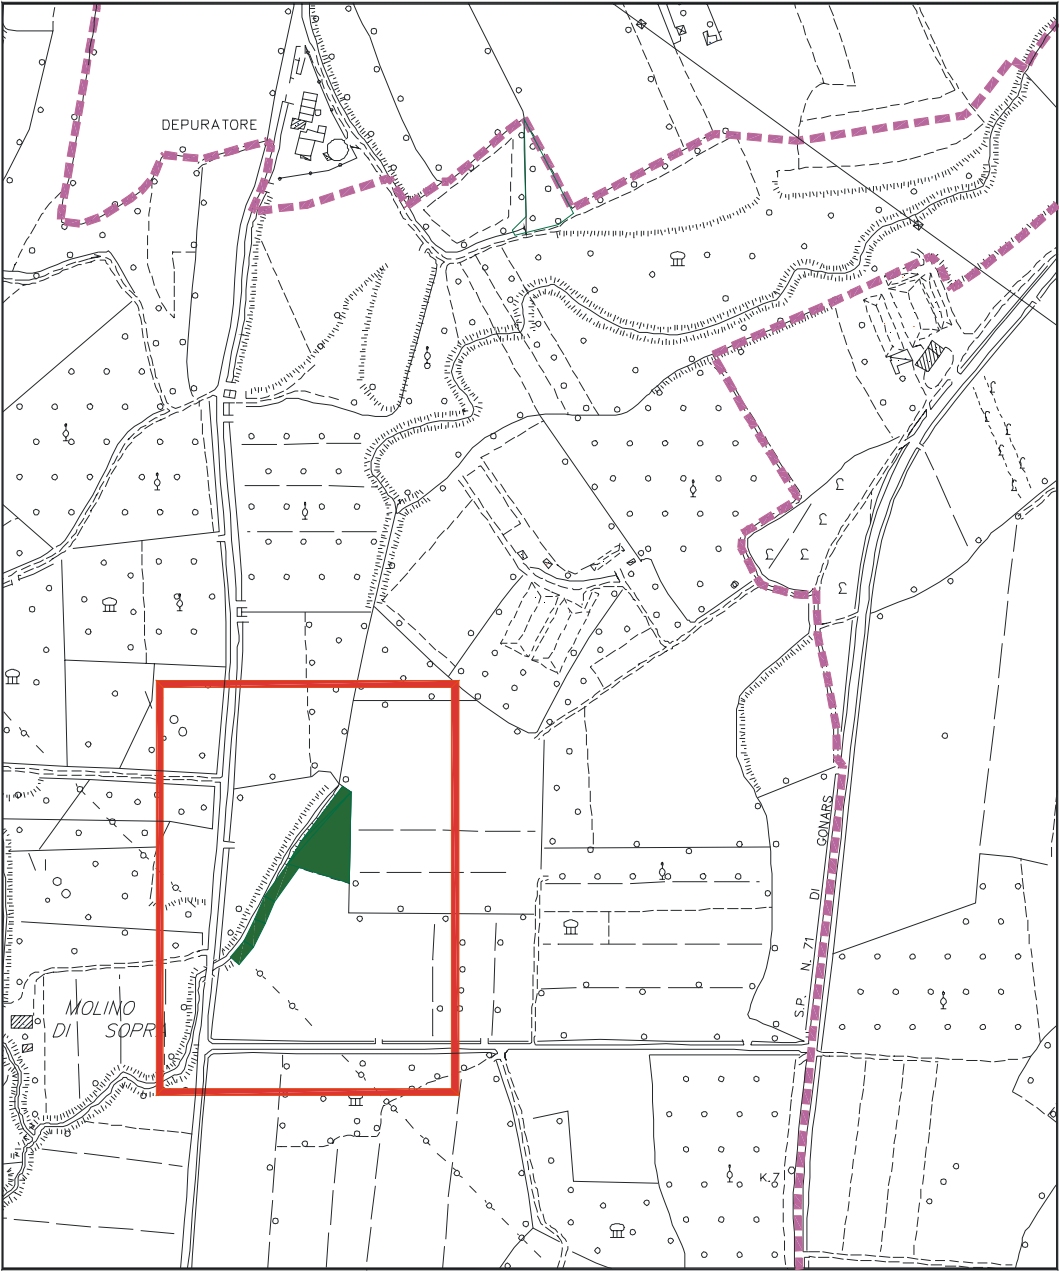 DEPURATORE
GONARS
DI
N. 71
S.P.
MOLINO
DI SOPRA
K.7